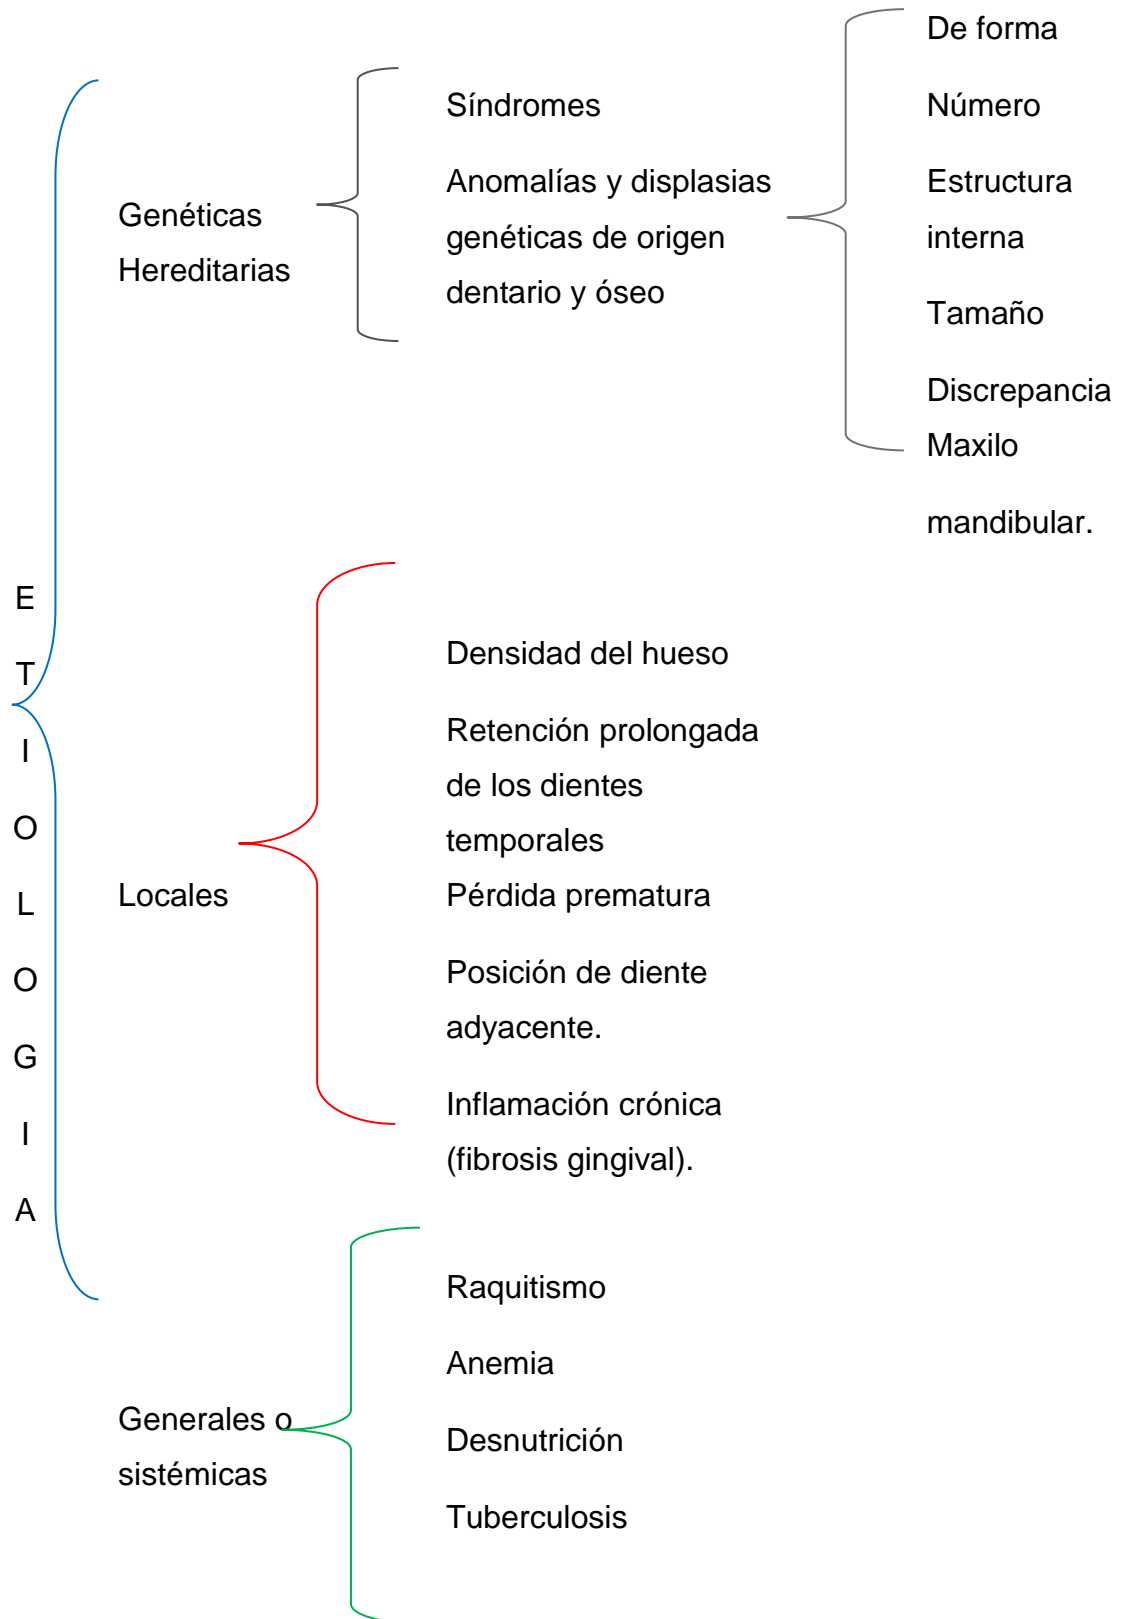 E
T
I
O
L
O
G
I
A
Genéticas
Hereditarias
Síndromes
Anomalías y displasias
genéticas de origen
dentario y óseo
De forma
Número
Estructura
interna
Tamaño
Discrepancia
Maxilo
mandibular.
Locales
Densidad del hueso
Retención prolongada
de los dientes
temporales
Pérdida prematura
Posición de diente
adyacente.
Inflamación crónica
(fibrosis gingival).
Generales o
sistémicas
Raquitismo
Anemia
Desnutrición
Tuberculosis